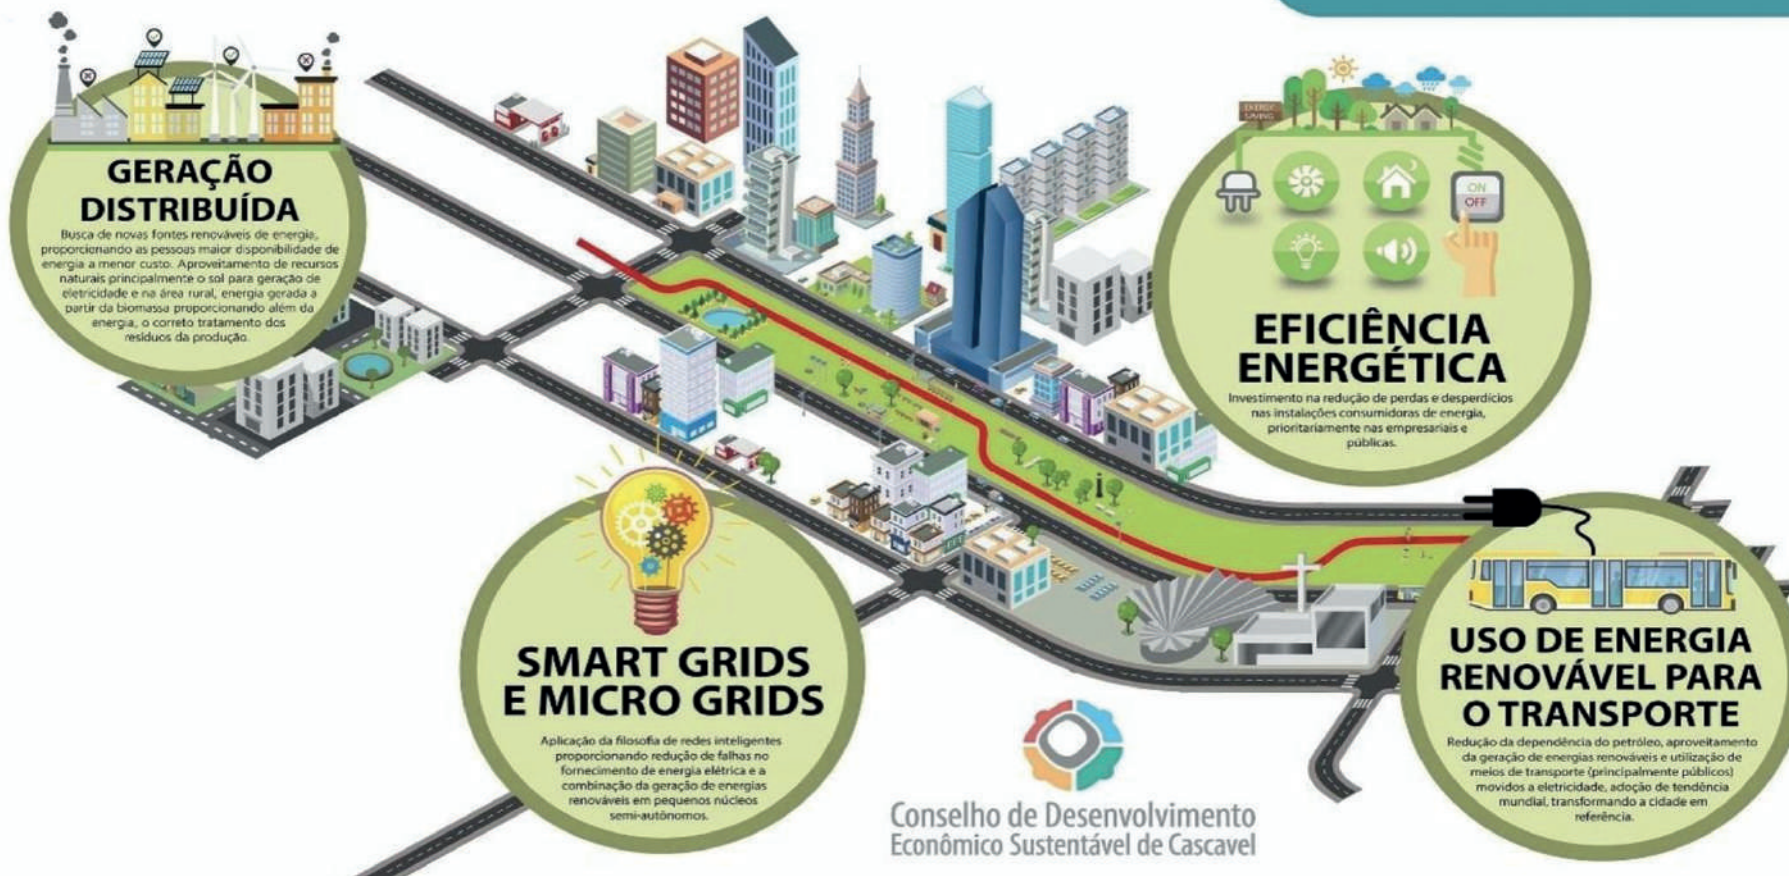 GERAÇÃO
DISTRIBUÍDA
Busca de novas fontes renováveis de energia,
proporcionando as pessoas maior disponibilidade de
energia a menor custo. Aproveitamento de recursos
naturais principalmente o sol para geração de
eletricidade e na área rural, energia gerada a
partir da biomassa proporcionando além da
energia, o correto tratamento dos
resíduos da produção.
ENERGY
SAVING
ON
OFF
EFICIÊNCIA
ENERGÉTICA
Investimento na redução de perdas e desperdícios
nas instalações consumidoras de energia,
prioritariamente nas empresariais e
públicas.
SMART GRIDS
E MICRO GRIDS
Aplicação da filosofia de redes inteligentes
proporcionando redução de falhas no
fornecimento de energia elétrica e a
combinação da geração de energias
renováveis em pequenos núcleos
semi-autônomos.
USO DE ENERGIA
RENOVÁVEL PARA
O TRANSPORTE
Redução da dependência do petróleo, aproveitamento
da geração de energias renováveis e utilização de
meios de transporte (principalmente públicos)
movidos a eletricidade, adoção de tendência
mundial, transformando a cidade em
referência.
Conselho de Desenvolvimento
Econômico Sustentável de Cascavel